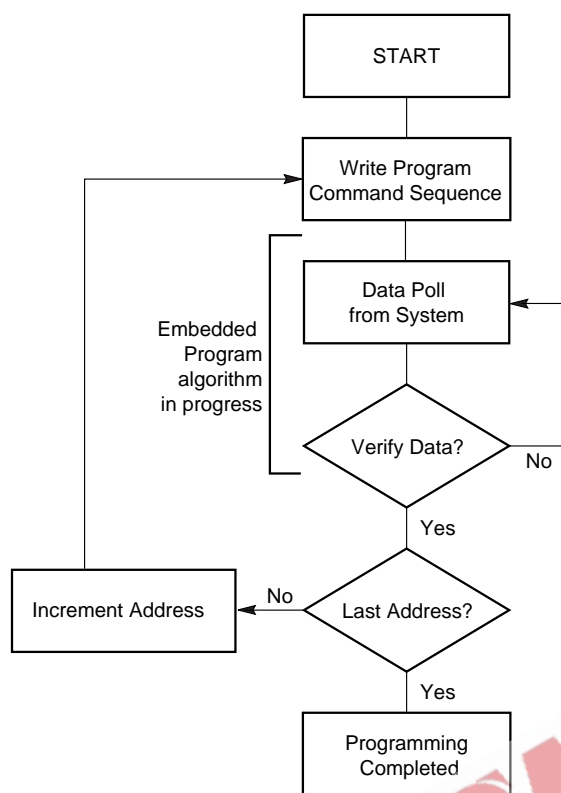 START
Write Program
Command Sequence
Data Poll
from System
Embedded
Program
algorithm
in progress
Verify Data?
No
Yes
Increment Address
No
Last Address?
Yes
Programming
Completed